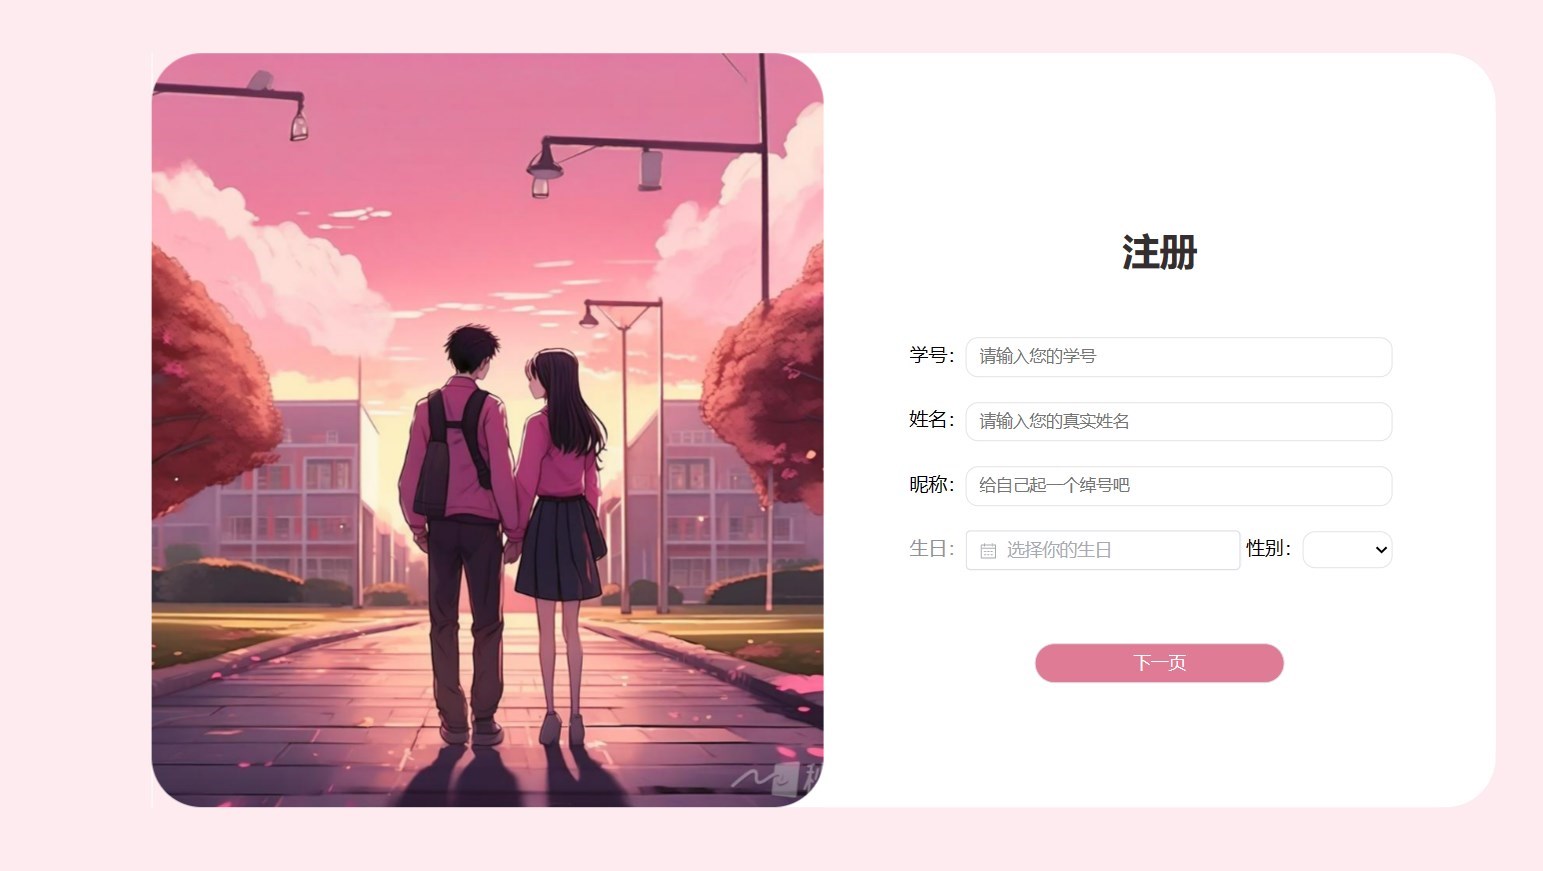 注册
学号： 请输入您的学号
姓名： 请输入您的真实姓名
昵称： 给自己起一个绰号吧
生日： 选择你的生日 性别：
下一页